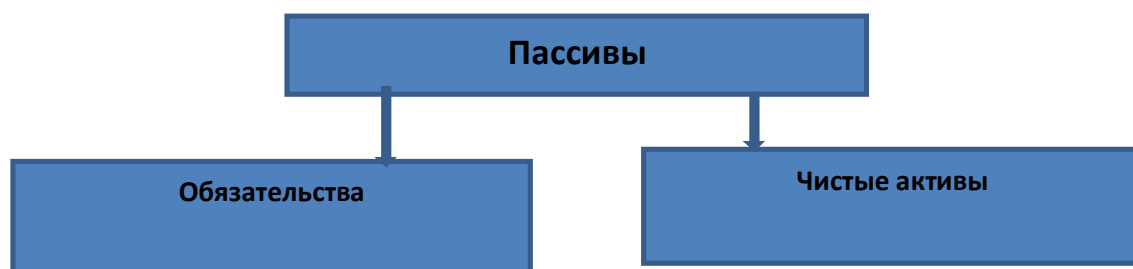 Пассивы
Обязательства
Чистые активы